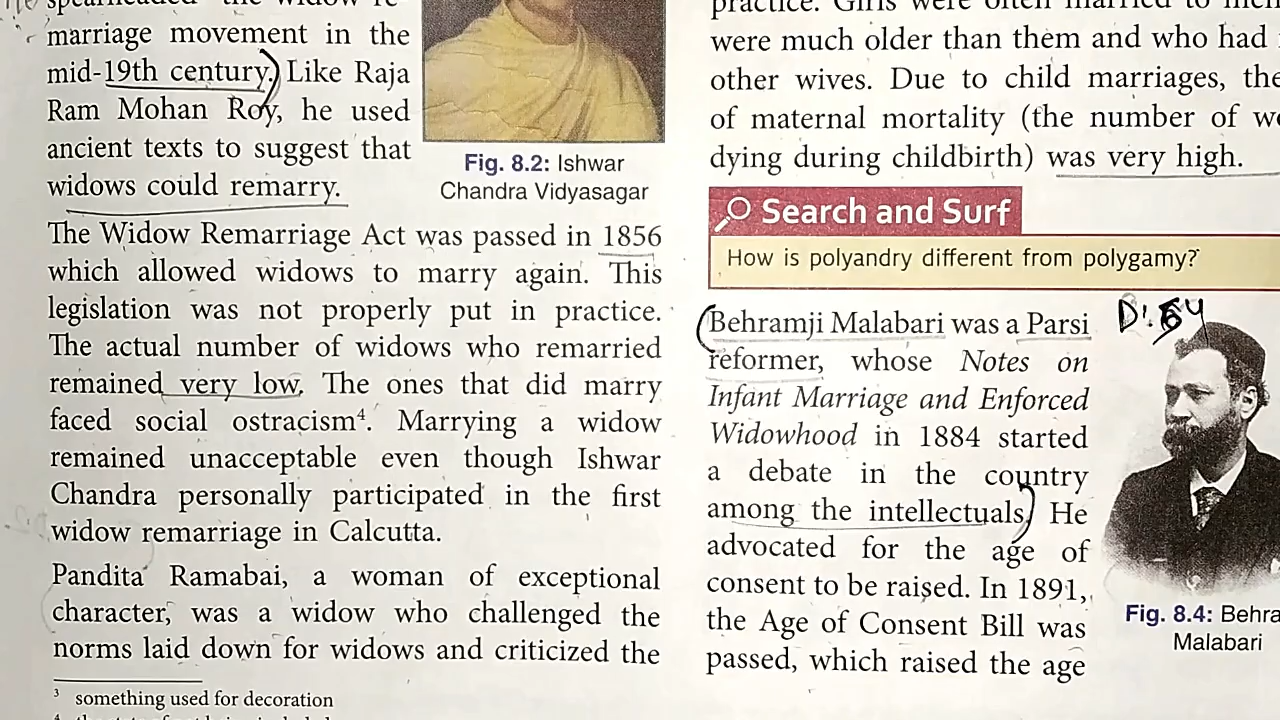 spearheaded the widow re-
marriage movement in the
mid-19th century. Like Raja
Ram Mohan Roy, he used
ancient texts to suggest that
widows could remarry.
Fig. 8.2: Ishwar
Chandra Vidyasagar
The Widow Remarriage Act was passed in 1856
which allowed widows to marry again. This
legislation was not properly put in practice.
The actual number of widows who remarried
remained very low. The ones that did marry
faced social ostracism⁴. Marrying a widow
remained unacceptable even though Ishwar
Chandra personally participated in the first
widow remarriage in Calcutta.
Pandita Ramabai, a woman of exceptional
character, was a widow who challenged the
norms laid down for widows and criticized the
³ something used for decoration
practice. Girls were often married to men
were much older than them and who had
other wives. Due to child marriages, the
of maternal mortality (the number of
dying during childbirth) was very high.
Search and Surf
How is polyandry different from polygamy?
Behramji Malabari was a Parsi
reformer, whose Notes on
Infant Marriage and Enforced
Widowhood in 1884 started
a debate in the country
among the intellectuals. He
advocated for the age of
consent to be raised. In 1891,
the Age of Consent Bill was
passed, which raised the age
Fig. 8.4: Behra
Malabari